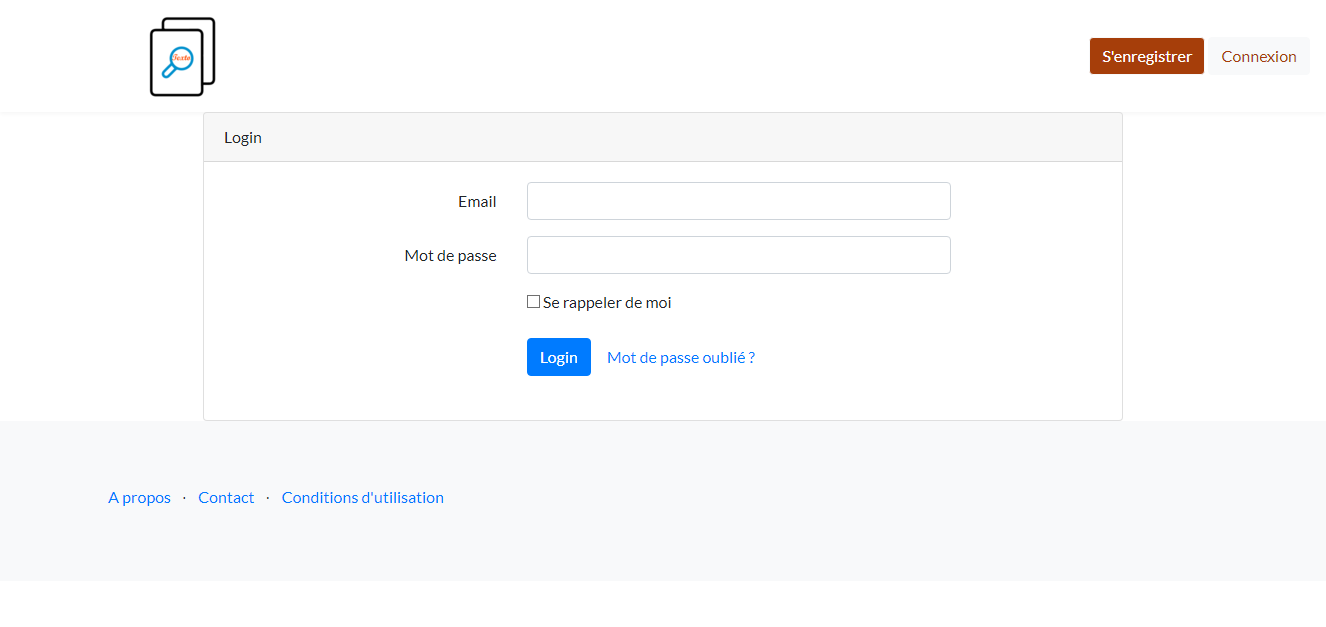 Texto
S'enregistrer Connexion
Login
Email
Mot de passe
Se rappeler de moi
Login Mot de passe oublié ?
A propos · Contact · Conditions d'utilisation